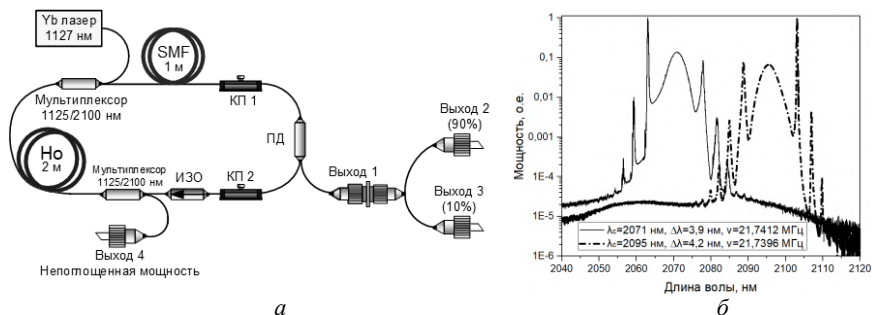 Yb лазер
1127 нм
SMF
1 м
Мультиплексор
1125/2100 нм
КП 1
ПД
Выход 2
(90%)
Ho
2 м
Мультиплексор
1125/2100 нм
ИЗО
КП 2
Выход 1
Выход 3
(10%)
Выход 4
Непоглощенная мощность
а
Мощность, о.е.
1
0,1
0,01
0,001
1E-4
1E-5
1E-6
λc=2071 нм, Δλ=3,9 нм, ν=21,7412 МГц
λc=2095 нм, Δλ=4,2 нм, ν=21,7396 МГц
2040 2050 2060 2070 2080 2090 2100 2110 2120
Длина волы, нм
б